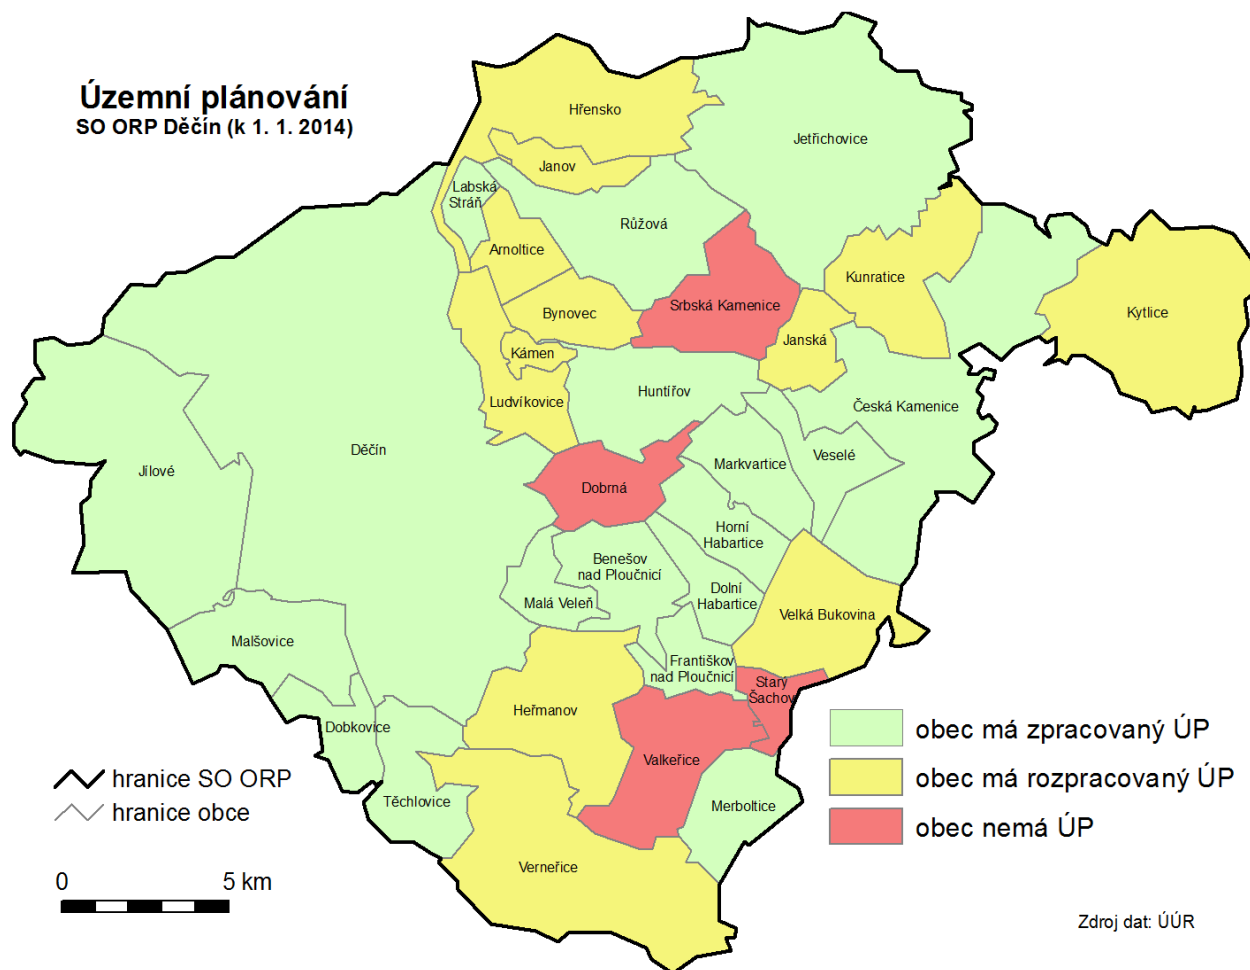 Územní plánování
SO ORP Děčín (k 1. 1. 2014)
Hřensko
Jetřichovice
Janov
Labská
Stráň
Růžová
Arnoltice
Kunratice
Srbská Kamenice
Bynovec
Kytlice
Janská
Kámen
Huntířov
Ludvíkovice
Česká Kamenice
Děčín
Veselé
Markvartice
Jílové
Dobrná
Horní
Habartice
Benešov
nad Ploučnicí
Dolní
Habartice
Malá Veleň
Velká Bukovina
Malšovice
Františkov
nad Ploučnicí
Starý
Šachov
Heřmanov
Dobkovice
Valkeřice
Těchlovice
Merboltice
Verneřice
obec má zpracovaný ÚP
obec má rozpracovaný ÚP
obec nemá ÚP
hranice SO ORP
hranice obce
0 5 km
Zdroj dat: ÚÚR